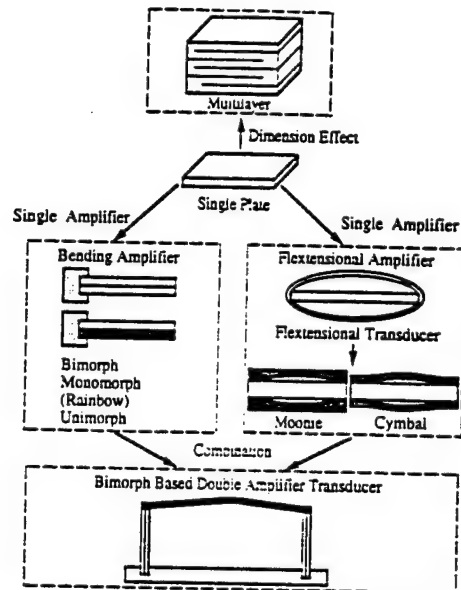 Multilayer
Dimension Effect
Single Plate
Single Amplifier
Single Amplifier
Bending Amplifier
Bimorph
Monomorph
(Rainbow)
Unimorph
Flextensional Amplifier
Flextensional Transducer
Moonie
Cymbal
Combination
Bimorph Based Double Amplifier Transducer